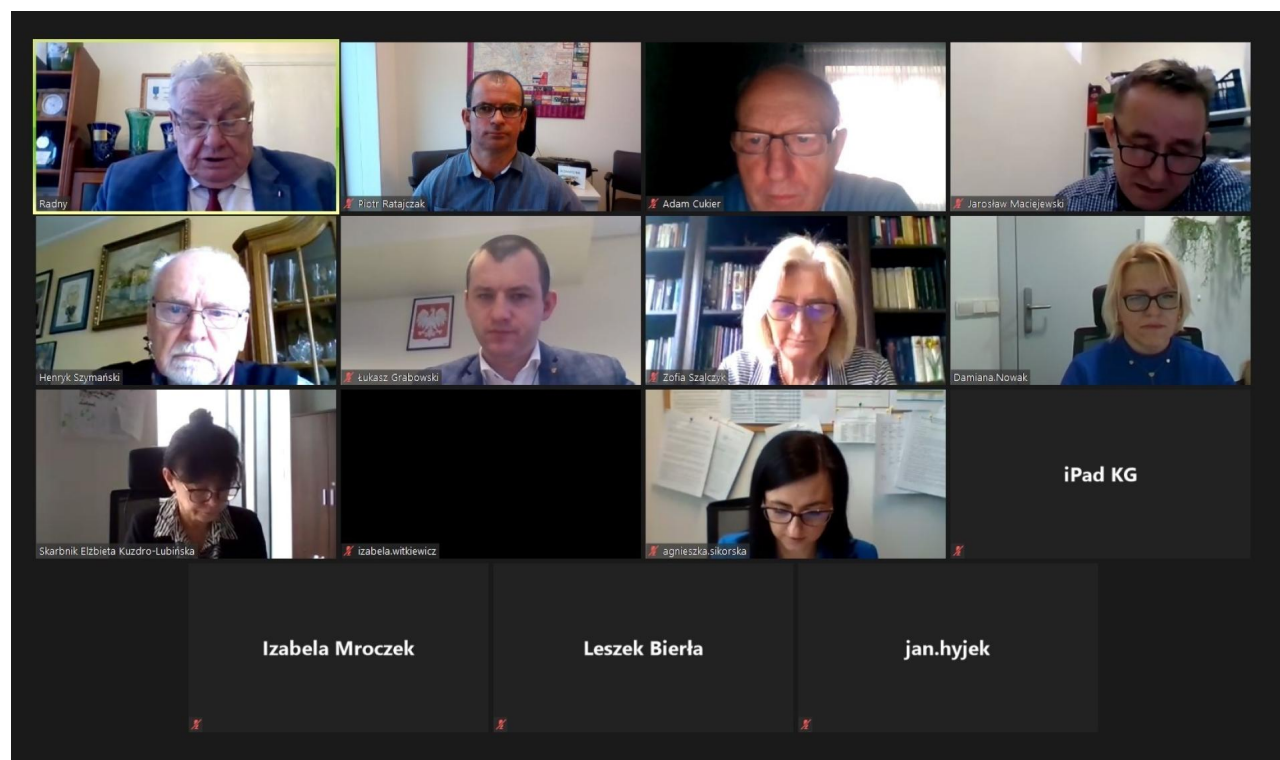 Radny
Piotr Ratajczak
Adam Cukier
Jarosław Maciejewski
Henryk Szymański
Łukasz Grabowski
Zofia Szalczyk
Damiana.Nowak
Skarbnik Elżbieta Kuzdro-Lubińska
izabela.witkiewicz
agnieszka.sikorska
iPad KG
Izabela Mroczek
Leszek Bierła
jan.hyjek